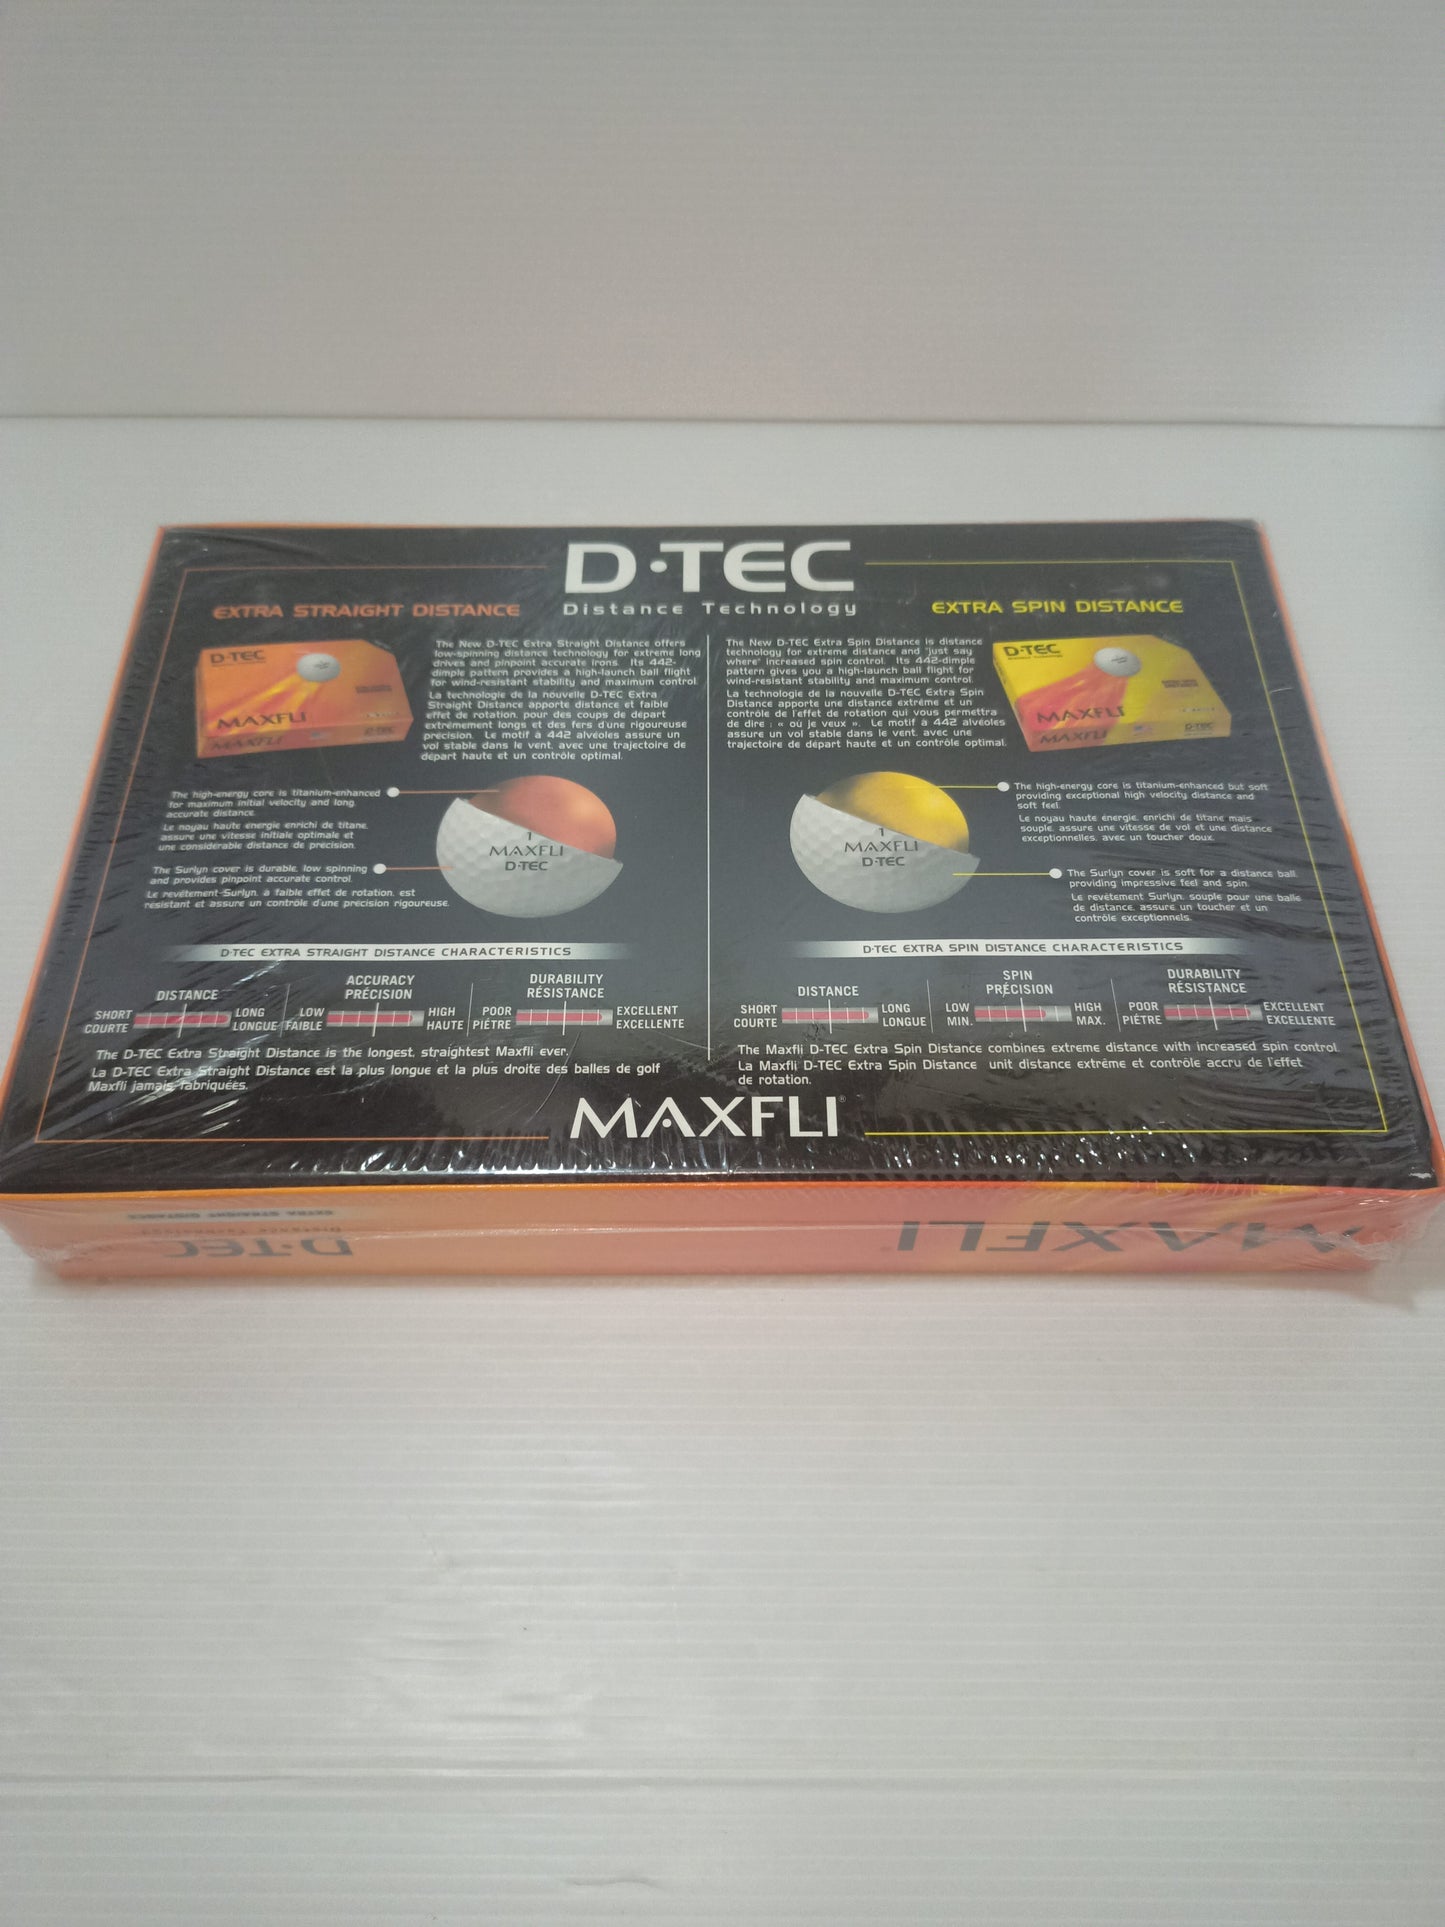 D·TEC
Distance Technology
EXTRA STRAIGHT DISTANCE
D·TEC
MAXFLI
MAXFLI
D·TEC
The New D-TEC Extra Straight Distance offers
low-spinning distance technology for extreme long
drives and pinpoint accurate irons. Its 442-
dimple pattern provides a high-launch ball flight
for wind-resistant stability and maximum control.
La technologie de la nouvelle D-TEC Extra
Straight Distance apporte distance et faible
effet de rotation, pour des coups de départ
extrêmement longs et des fers d'une rigoureuse
précision. Le motif à 442 alvéoles assure un
vol stable dans le vent, avec une trajectoire de
départ haute et un contrôle optimal.
The high-energy core is titanium-enhanced
for maximum initial velocity and long,
accurate distance.
Le noyau haute énergie enrichi de titane,
assure une vitesse initiale optimale et
une considérable distance de précision.
The Surlyn cover is durable, low spinning
and provides pinpoint accurate control.
Le revêtement Surlyn, à faible effet de rotation, est
résistant et assure un contrôle d'une précision rigoureuse.
1
MAXFLI
D·TEC
D·TEC EXTRA STRAIGHT DISTANCE CHARACTERISTICS
DISTANCE
SHORT
COURTE
LONG
LONGUE
ACCURACY
PRÉCISION
LOW
FAIBLE
HIGH
HAUTE
DURABILITY
RÉSISTANCE
POOR
PIÈTRE
EXCELLENT
EXCELLENTE
The D-TEC Extra Straight Distance is the longest, straightest Maxfli ever.
La D-TEC Extra Straight Distance est la plus longue et la plus droite des balles de golf
Maxfli jamais fabriquées.
EXTRA SPIN DISTANCE
The New D-TEC Extra Spin Distance is distance
technology for extreme distance and "just say
where" increased spin control. Its 442-dimple
pattern gives you a high-launch ball flight for
wind-resistant stability and maximum control.
La technologie de la nouvelle D-TEC Extra Spin
Distance apporte une distance extrême et un
contrôle de l'effet de rotation qui vous permettra
de dire : « où je veux ». Le motif à 442 alvéoles
assure un vol stable dans le vent, avec une
trajectoire de départ haute et un contrôle optimal.
D·TEC
MAXFLI
MAXFLI
D·TEC
1
MAXFLI
D·TEC
The high-energy core is titanium-enhanced but soft
providing exceptional high velocity distance and
soft feel.
Le noyau haute énergie, enrichi de titane mais
souple, assure une vitesse de vol et une distance
exceptionnelles, avec un toucher doux.
The Surlyn cover is soft for a distance ball,
providing impressive feel and spin.
Le revêtement Surlyn, souple pour une balle
de distance, assure un toucher et un
contrôle exceptionnels.
D·TEC EXTRA SPIN DISTANCE CHARACTERISTICS
DISTANCE
SHORT
COURTE
LONG
LONGUE
SPIN
PRÉCISION
LOW
MIN.
HIGH
MAX.
DURABILITY
RÉSISTANCE
POOR
PIÈTRE
EXCELLENT
EXCELLENTE
The Maxfli D-TEC Extra Spin Distance combines extreme distance with increased spin control.
La Maxfli D-TEC Extra Spin Distance unit distance extrême et contrôle accru de l'effet
de rotation.
MAXFLI®
EXTRA STRAIGHT DISTANCE
Distance Technology
D·TEC
MAXFLI